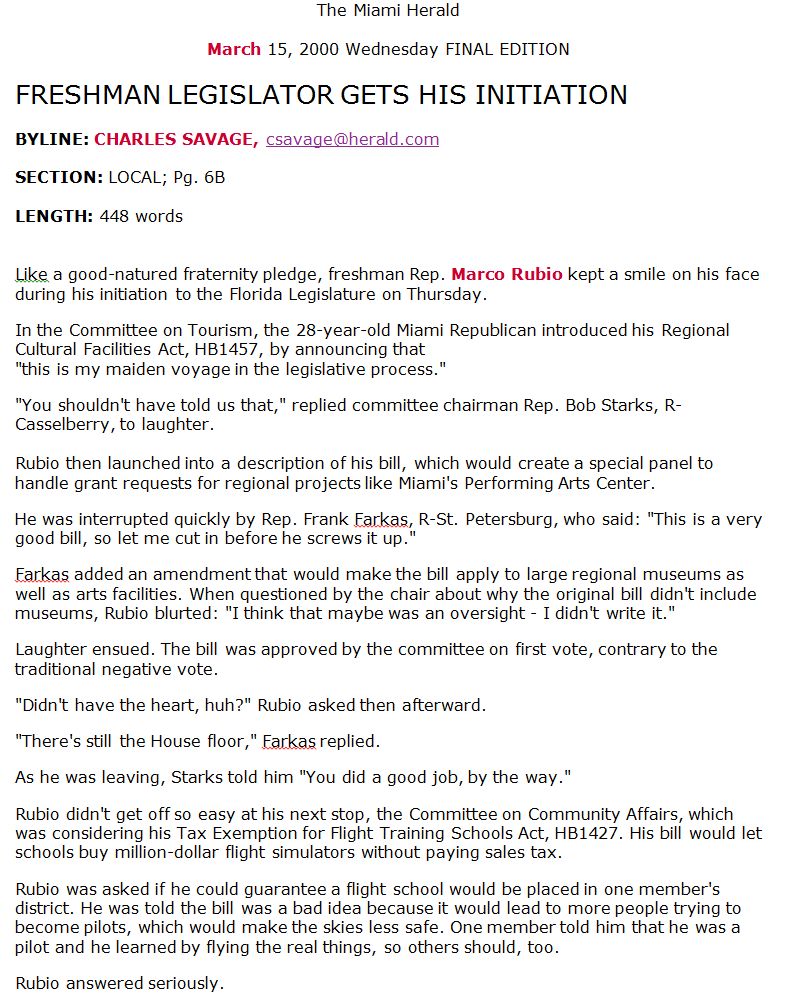 The Miami Herald
March 15, 2000 Wednesday FINAL EDITION
FRESHMAN LEGISLATOR GETS HIS INITIATION
BYLINE: CHARLES SAVAGE, csavage@herald.com
SECTION: LOCAL; Pg. 6B
LENGTH: 448 words
Like a good-natured fraternity pledge, freshman Rep. Marco Rubio kept a smile on his face
during his initiation to the Florida Legislature on Thursday.
In the Committee on Tourism, the 28-year-old Miami Republican introduced his Regional
Cultural Facilities Act, HB1457, by announcing that
"this is my maiden voyage in the legislative process."
"You shouldn't have told us that," replied committee chairman Rep. Bob Starks, R-
Casselberry, to laughter.
Rubio then launched into a description of his bill, which would create a special panel to
handle grant requests for regional projects like Miami's Performing Arts Center.
He was interrupted quickly by Rep. Frank Farkas, R-St. Petersburg, who said: "This is a very
good bill, so let me cut in before he screws it up."
Farkas added an amendment that would make the bill apply to large regional museums as
well as arts facilities. When questioned by the chair about why the original bill didn't include
museums, Rubio blurted: "I think that maybe was an oversight - I didn't write it."
Laughter ensued. The bill was approved by the committee on first vote, contrary to the
traditional negative vote.
"Didn't have the heart, huh?" Rubio asked then afterward.
"There's still the House floor," Farkas replied.
As he was leaving, Starks told him "You did a good job, by the way."
Rubio didn't get off so easy at his next stop, the Committee on Community Affairs, which
was considering his Tax Exemption for Flight Training Schools Act, HB1427. His bill would let
schools buy million-dollar flight simulators without paying sales tax.
Rubio was asked if he could guarantee a flight school would be placed in one member's
district. He was told the bill was a bad idea because it would lead to more people trying to
become pilots, which would make the skies less safe. One member told him that he was a
pilot and he learned by flying the real things, so others should, too.
Rubio answered seriously.